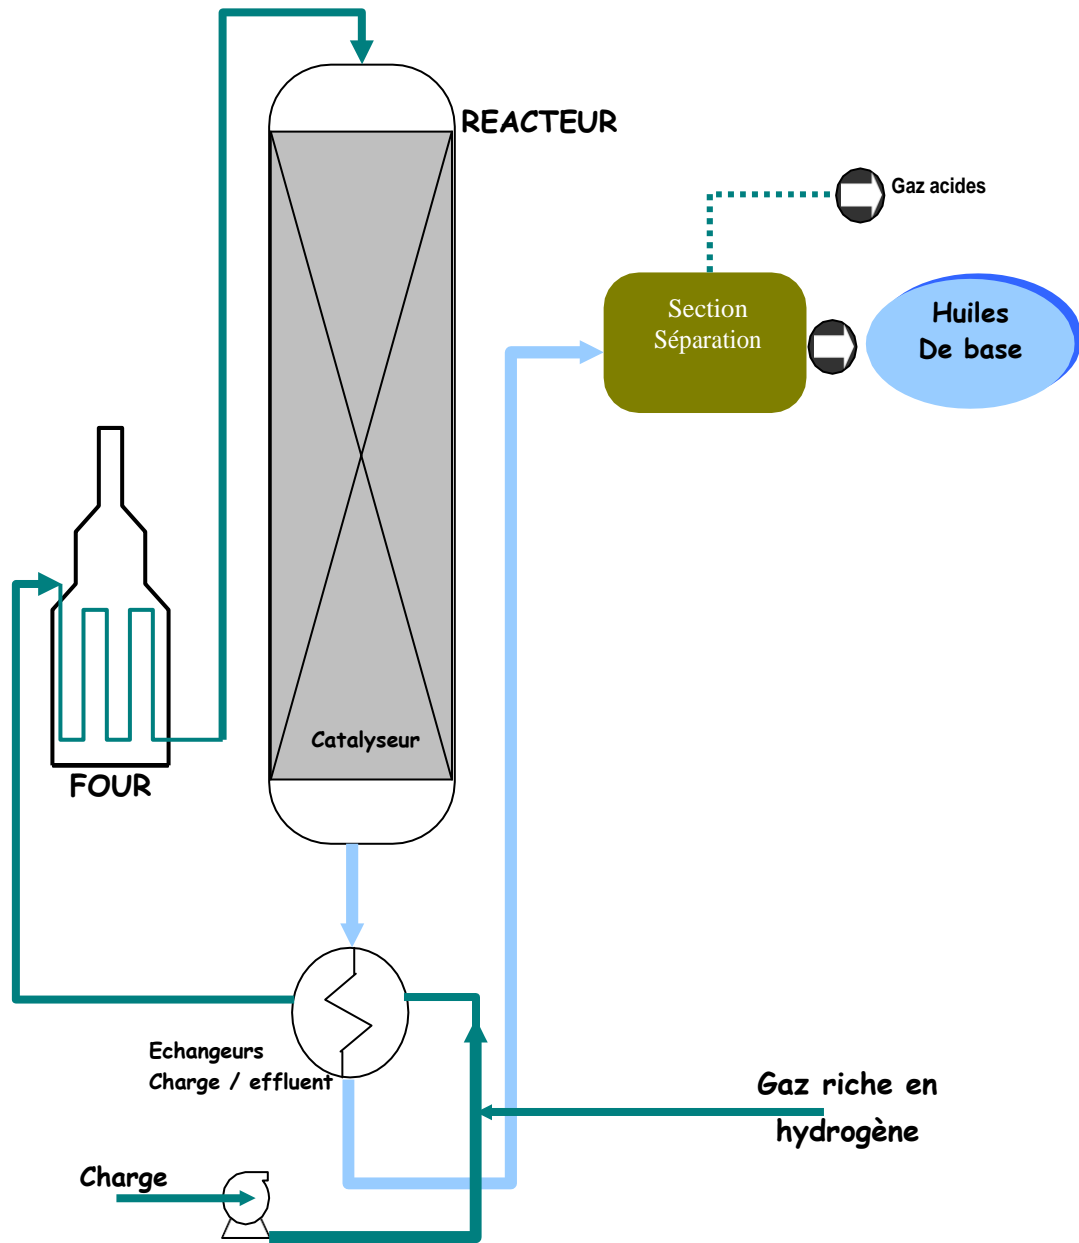 REACTEUR
Gaz acides
Section
Séparation
Huiles
De base
Catalyseur
FOUR
Echangeurs
Charge / effluent
Gaz riche en
hydrogène
Charge